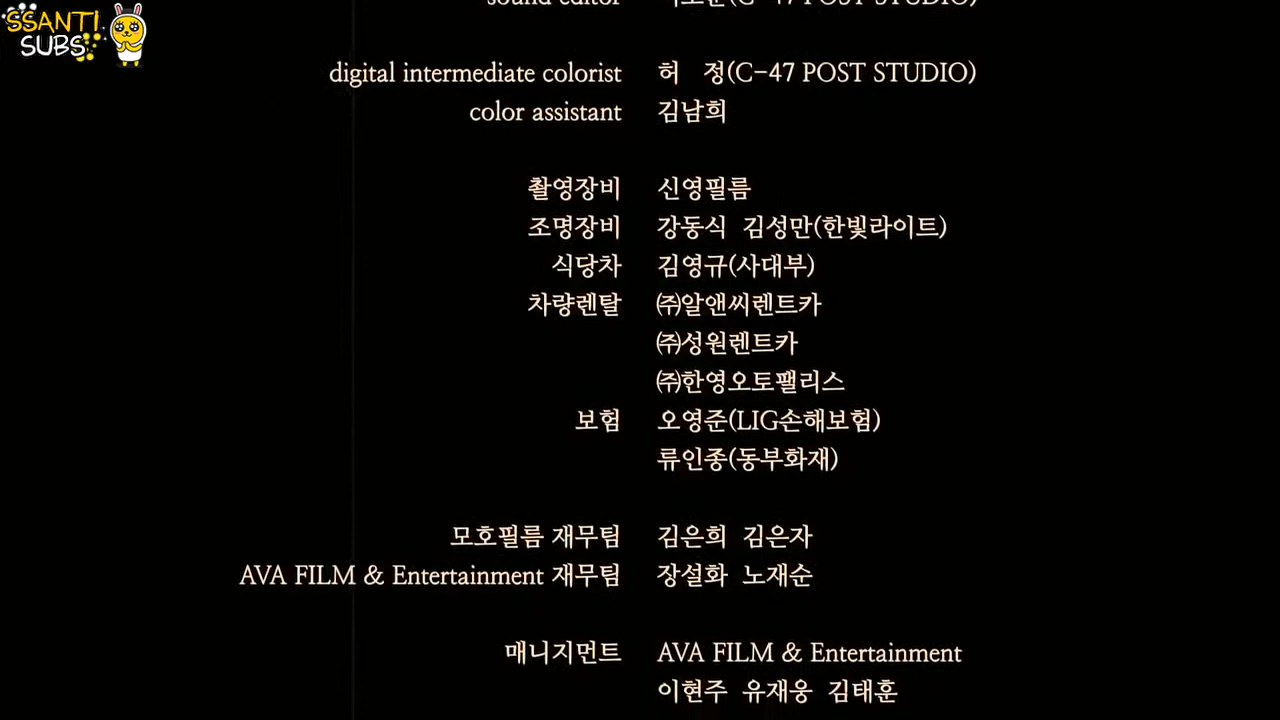 SSANTI
SUBS
sound editor (C-47 POST STUDIO)
digital intermediate colorist 허 정(C-47 POST STUDIO)
color assistant 김남희
촬영장비 신영필름
조명장비 강동식 김성만(한빛라이트)
식당차 김영규(사대부)
차량렌탈 ㈜알앤씨렌트카
㈜성원렌트카
㈜한영오토팰리스
보험 오영준(LIG손해보험)
류인종(동부화재)
모호필름 재무팀 김은희 김은자
AVA FILM & Entertainment 재무팀 장설화 노재순
매니지먼트 AVA FILM & Entertainment
이현주 유재웅 김태훈